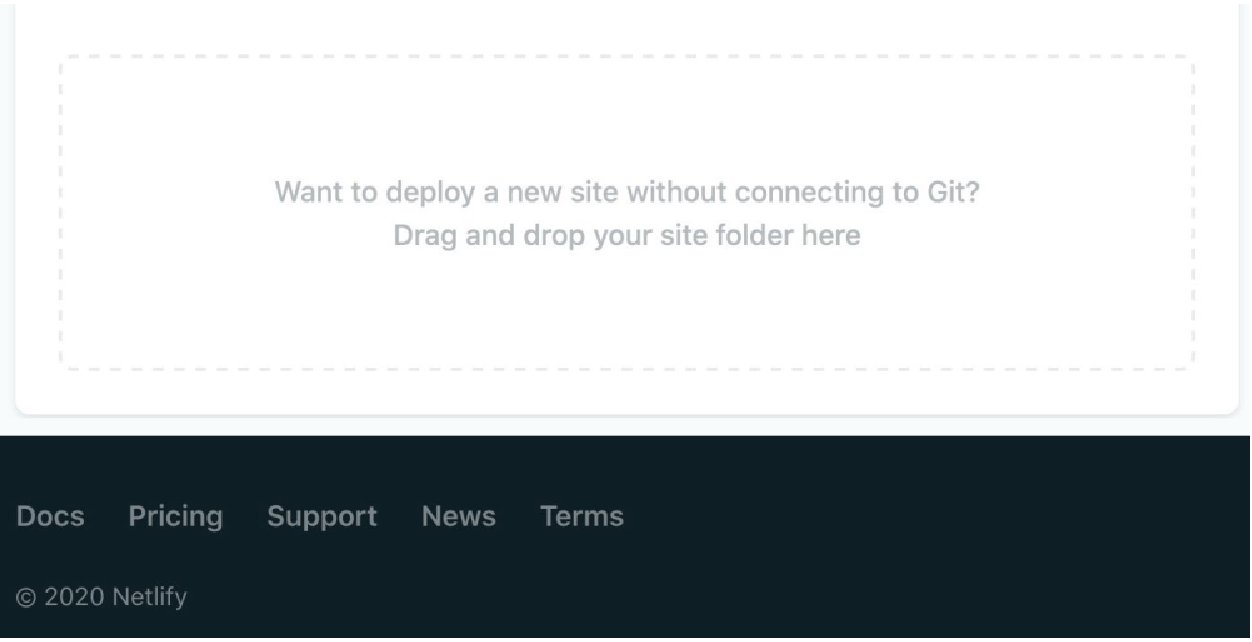 Want to deploy a new site without connecting to Git?
Drag and drop your site folder here
Docs Pricing Support News Terms
© 2020 Netlify